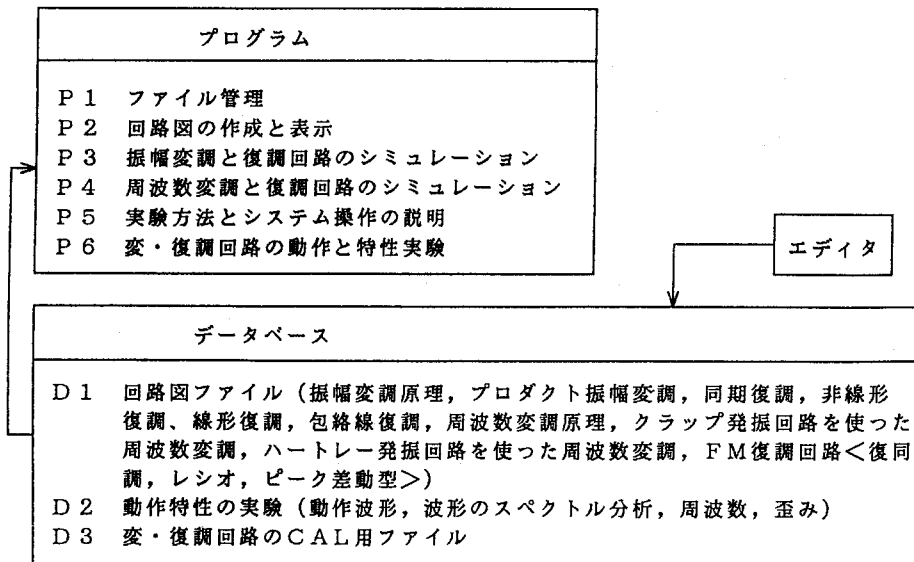 プログラム
P1 ファイル管理
P2 回路図の作成と表示
P3 振幅変調と復調回路のシミュレーション
P4 周波数変調と復調回路のシミュレーション
P5 実験方法とシステム操作の説明
P6 変・復調回路の動作と特性実験
エディタ
データベース
D1 回路図ファイル（振幅変調原理，プロダクト振幅変調，同期復調，非線形
復調、線形復調，包絡線復調，周波数変調原理，クラップ発振回路を使った
周波数変調，ハートレー発振回路を使った周波数変調，FM復調回路＜復同
調，レシオ，ピーク差動型＞）
D2 動作特性の実験（動作波形，波形のスペクトル分析，周波数，歪み）
D3 変・復調回路のCAL用ファイル